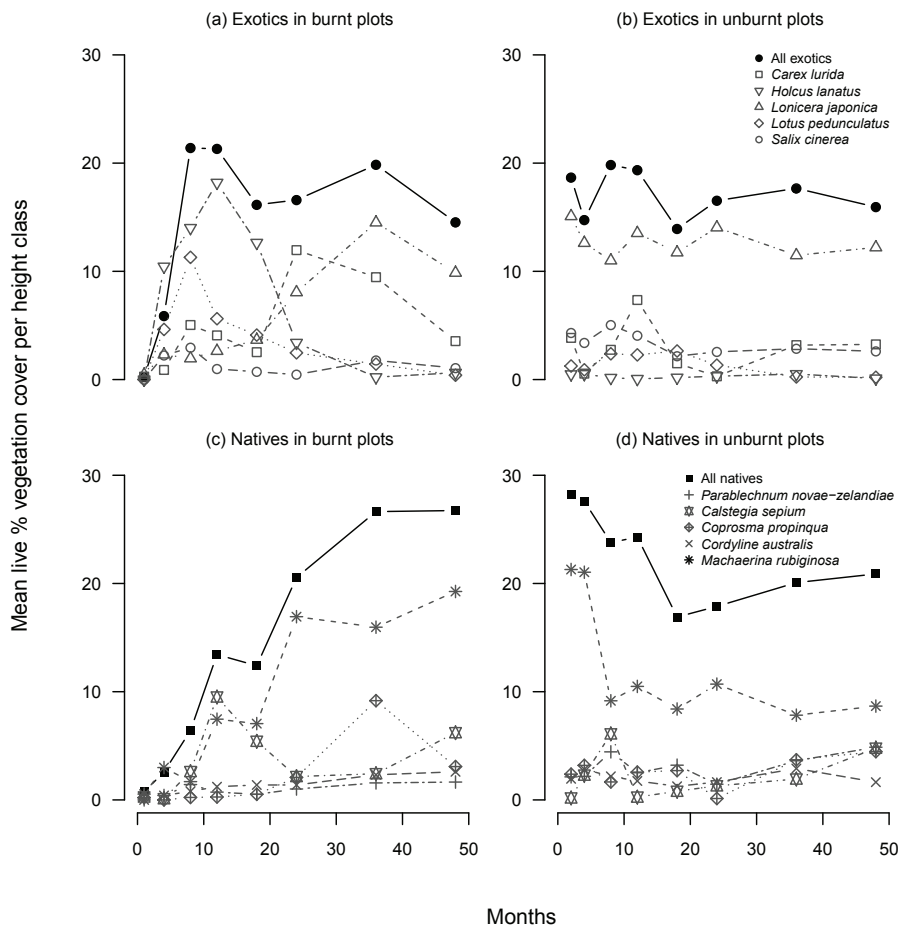 (a) Exotics in burnt plots
(b) Exotics in unburnt plots
30
20
10
0
30
20
10
0
All exotics
Carex lurida
Holcus lanatus
Lonicera japonica
Lotus pedunculatus
Salix cinerea
Mean live % vegetation cover per height class
(c) Natives in burnt plots
(d) Natives in unburnt plots
30
20
10
0
30
20
10
0
All natives
Parablechnum novae−zelandiae
Calstegia sepium
Coprosma propinqua
Cordyline australis
Machaerina rubiginosa
0 10 20 30 40 50
0 10 20 30 40 50
Months